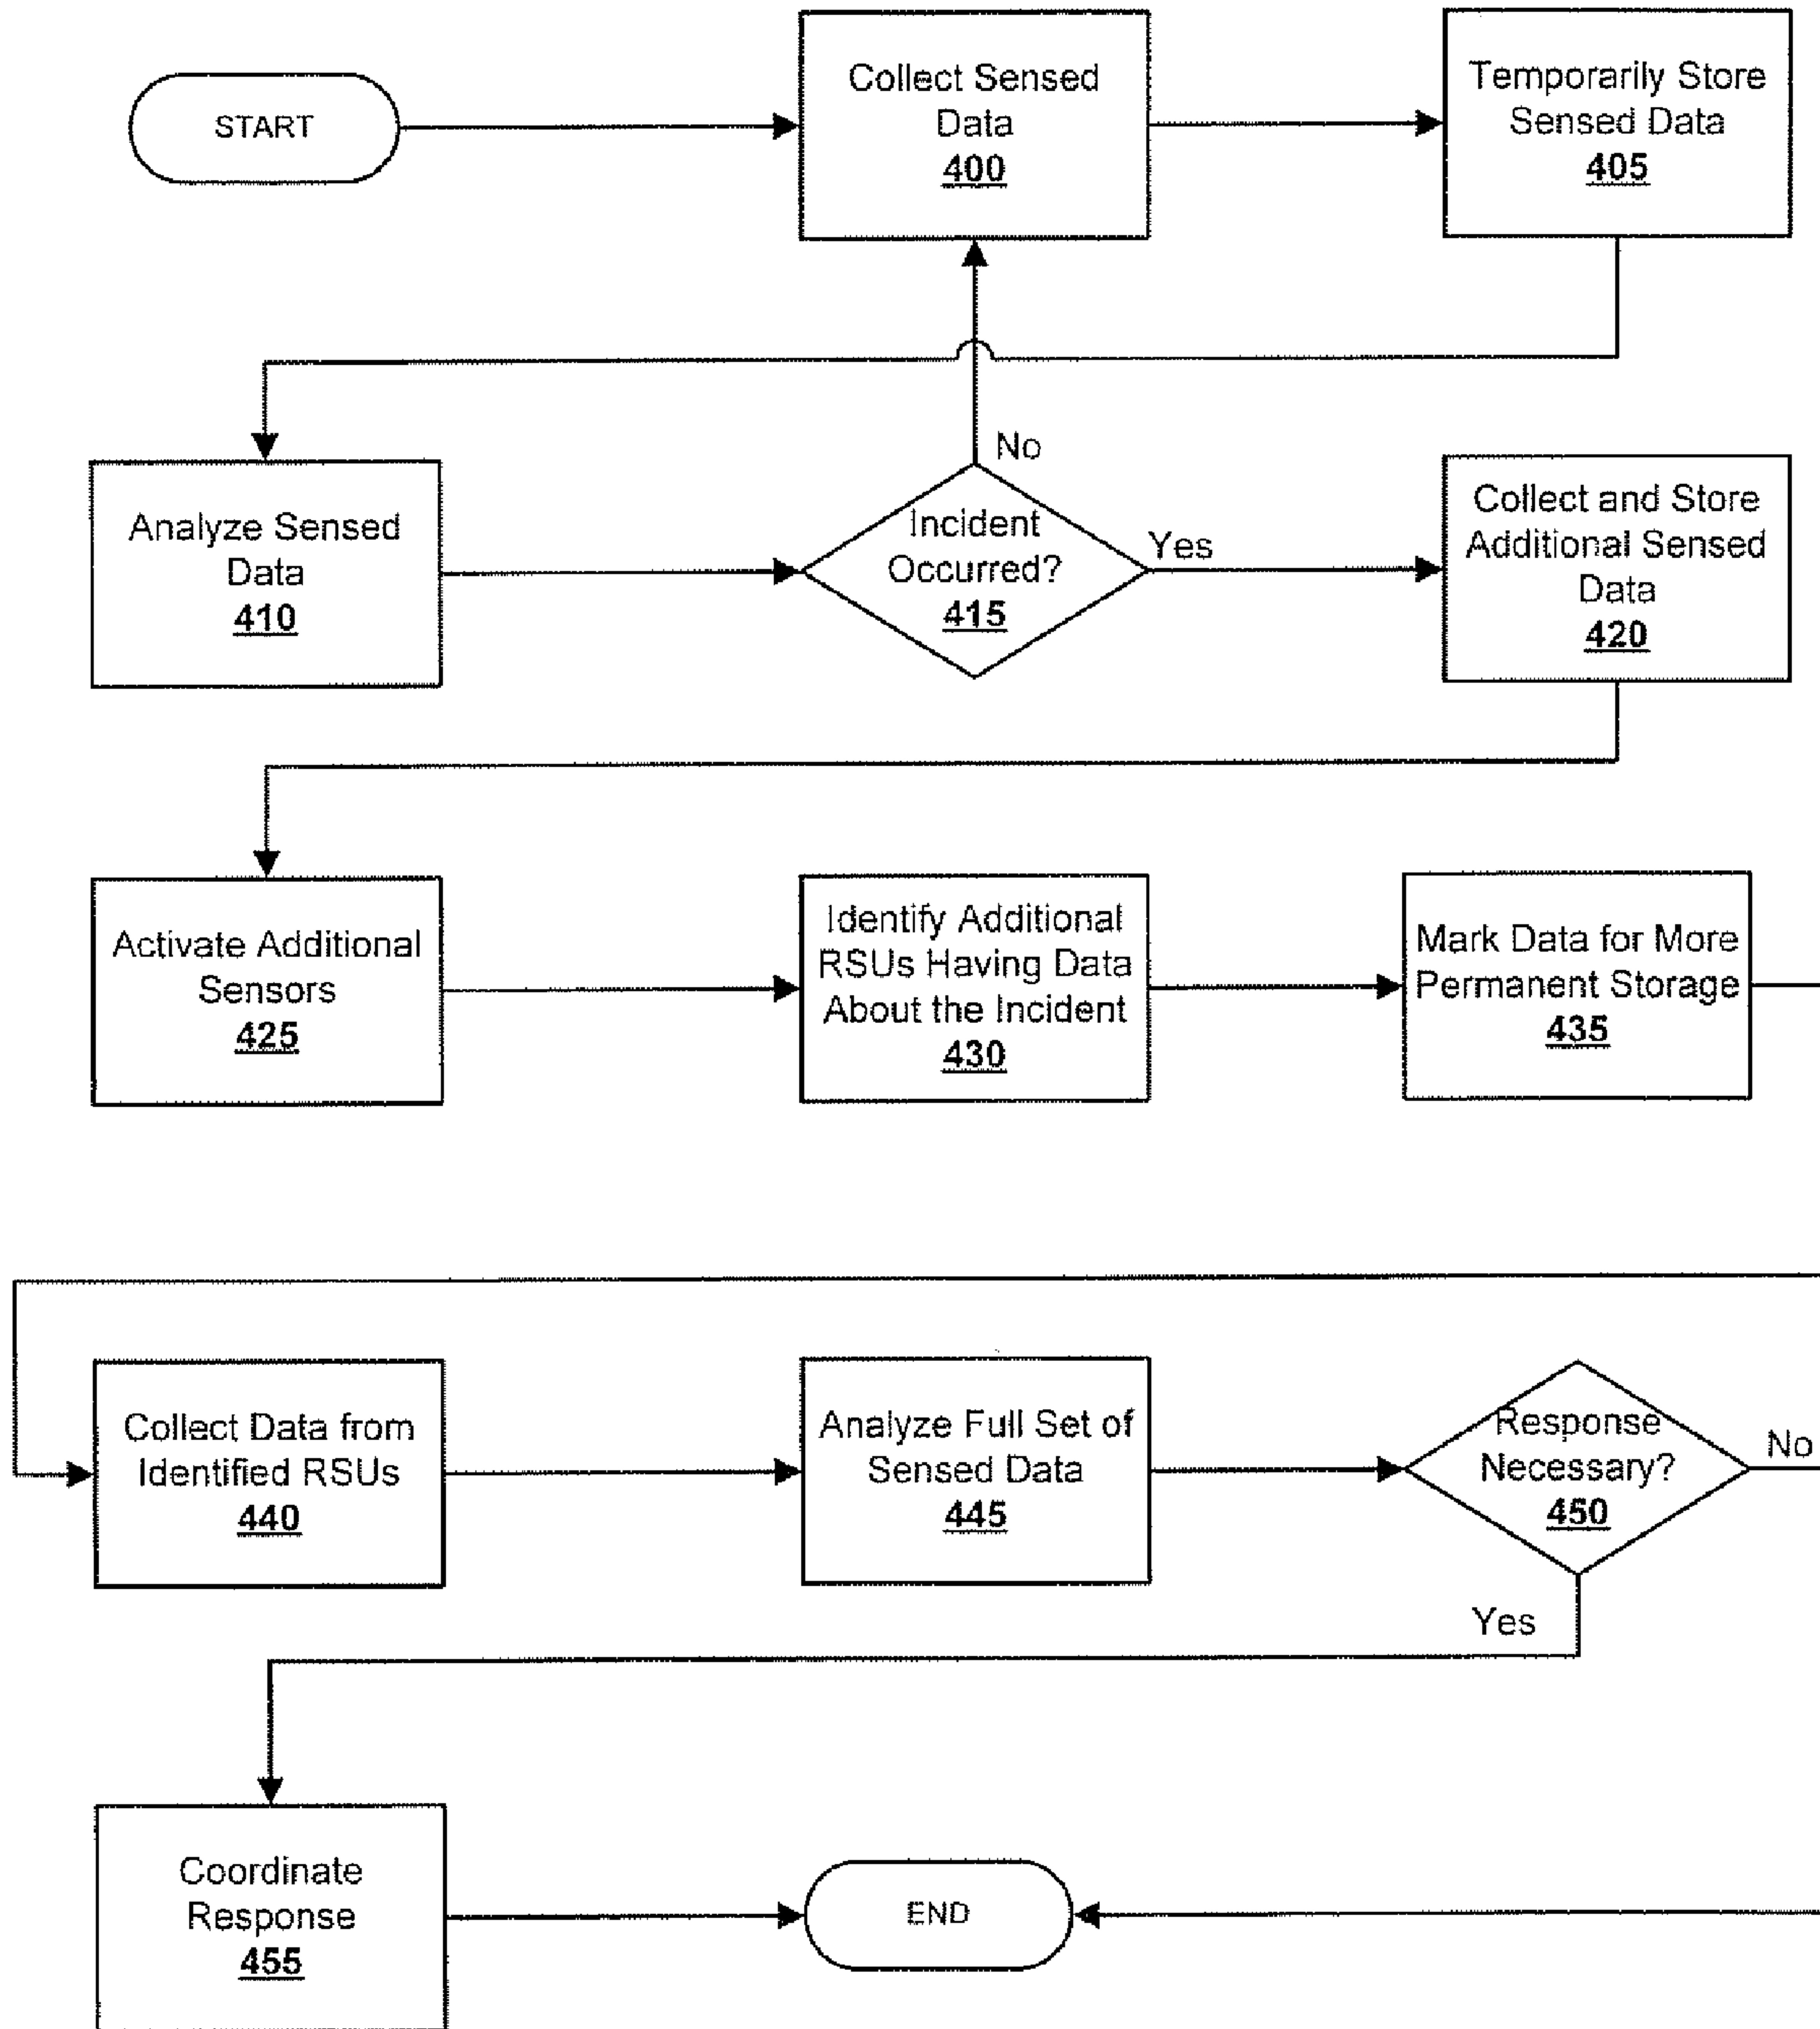 START
Collect Sensed
Data
400
Temporarily Store
Sensed Data
405
Analyze Sensed
Data
410
Incident
Occurred?
415
No
Yes
Collect and Store
Additional Sensed
Data
420
Activate Additional
Sensors
425
Identify Additional
RSUs Having Data
About the Incident
430
Mark Data for More
Permanent Storage
435
Collect Data from
Identified RSUs
440
Analyze Full Set of
Sensed Data
445
Response
Necessary?
450
No
Yes
Coordinate
Response
455
END